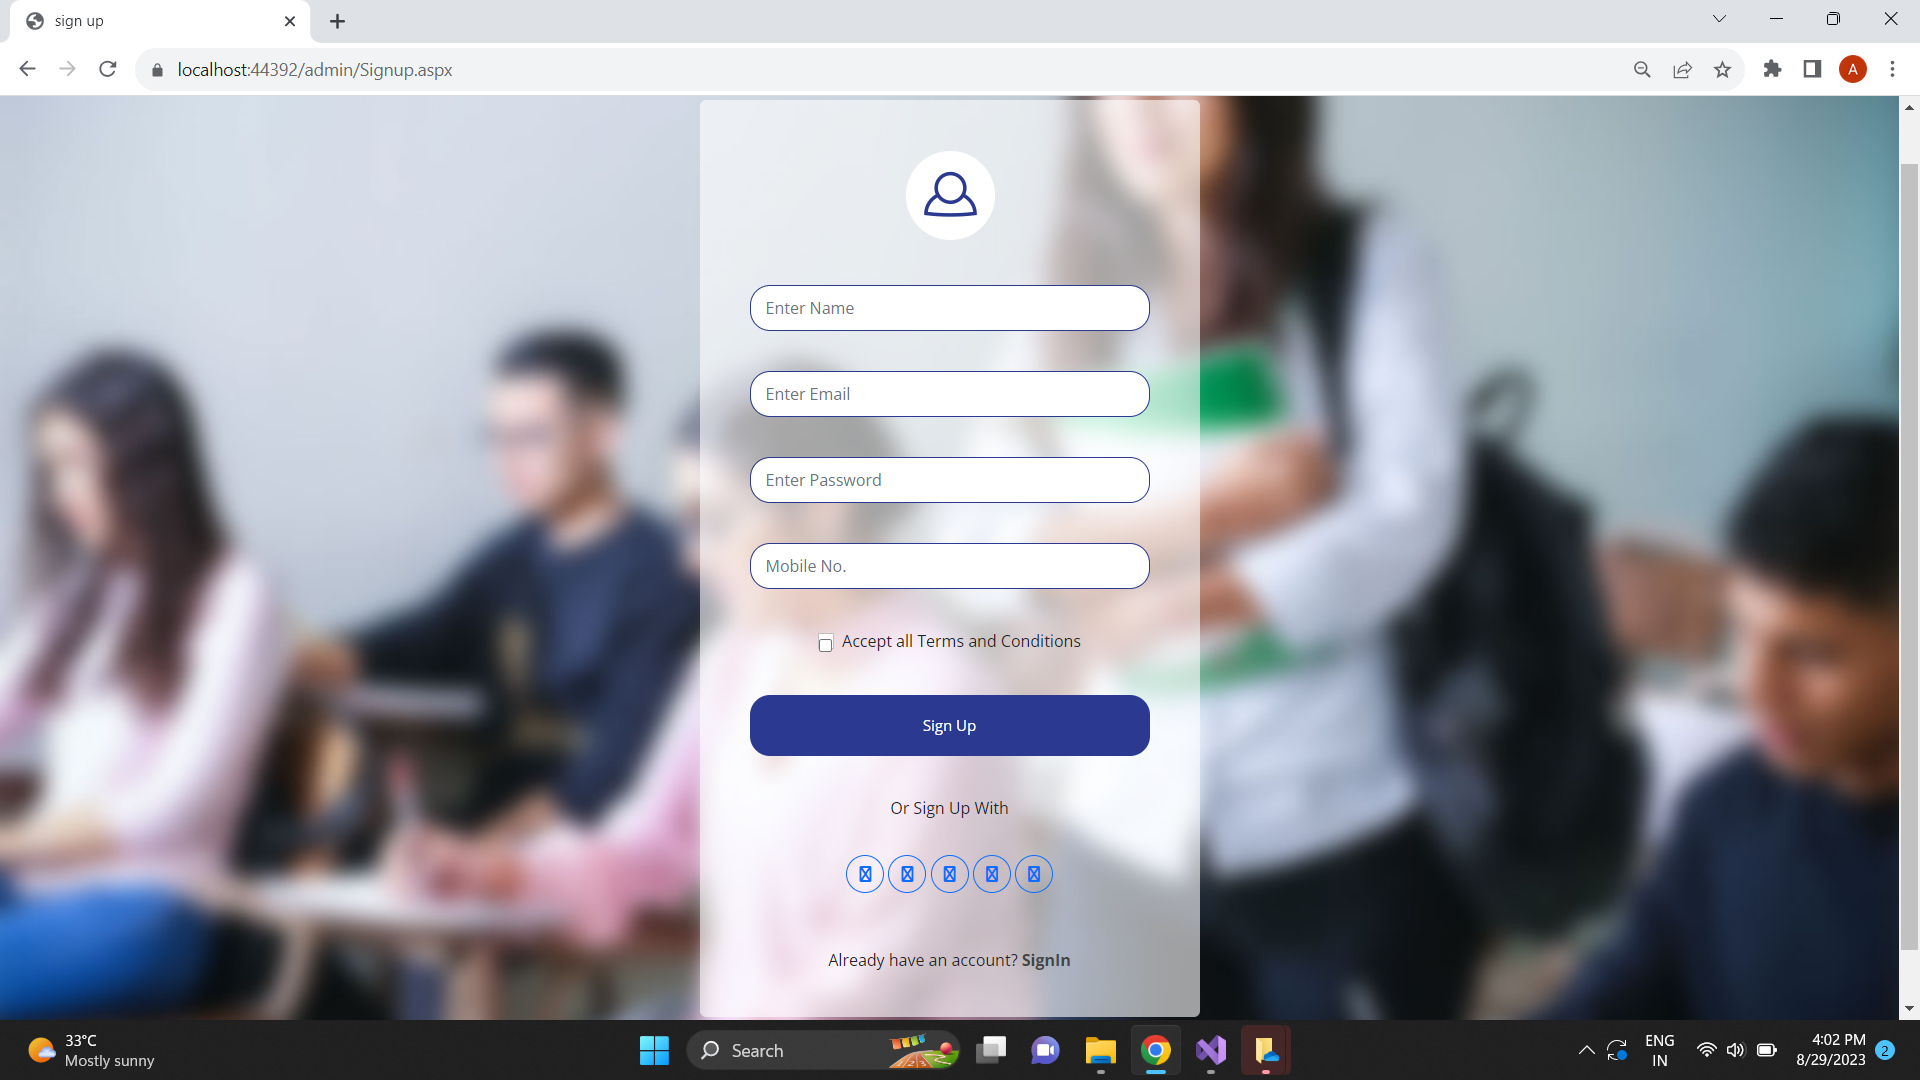 sign up
localhost:44392/admin/Signup.aspx
A
Enter Name
Enter Email
Enter Password
Mobile No.
Accept all Terms and Conditions
Sign Up
Or Sign Up With
Already have an account? SignIn
33°C
Mostly sunny
Search
ENG
IN
4:02 PM
8/29/2023
2